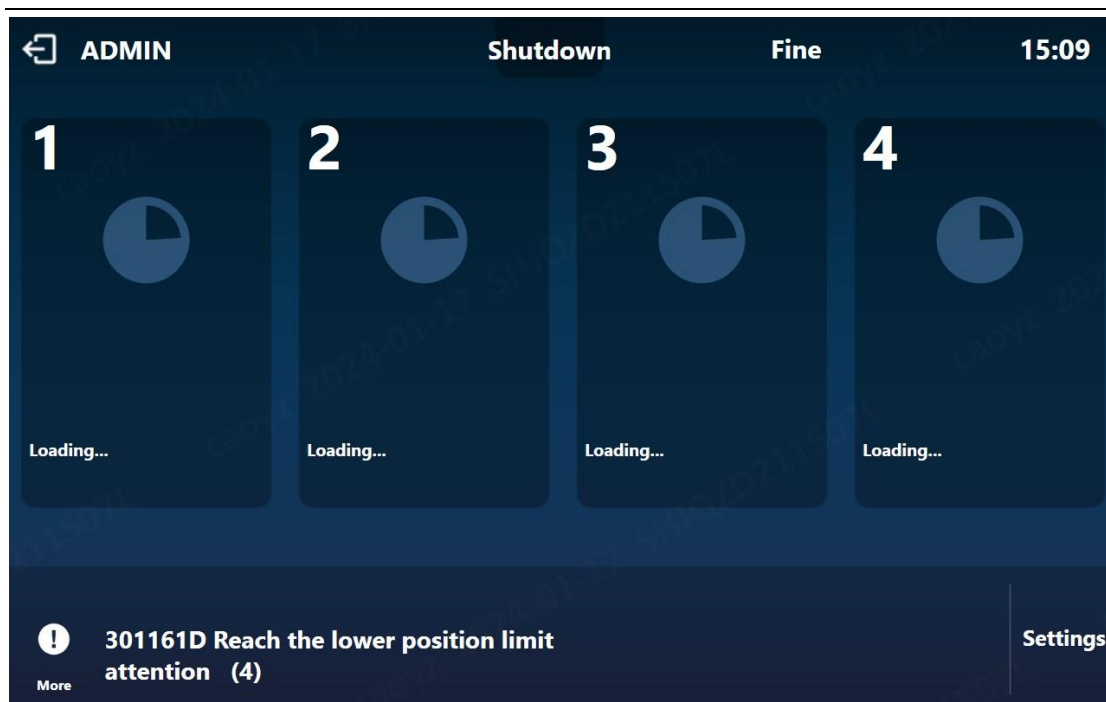 ADMIN Shutdown Fine 15:09
1 2 3 4
Loading... Loading... Loading... Loading...
301161D Reach the lower position limit
attention (4)
Settings
More